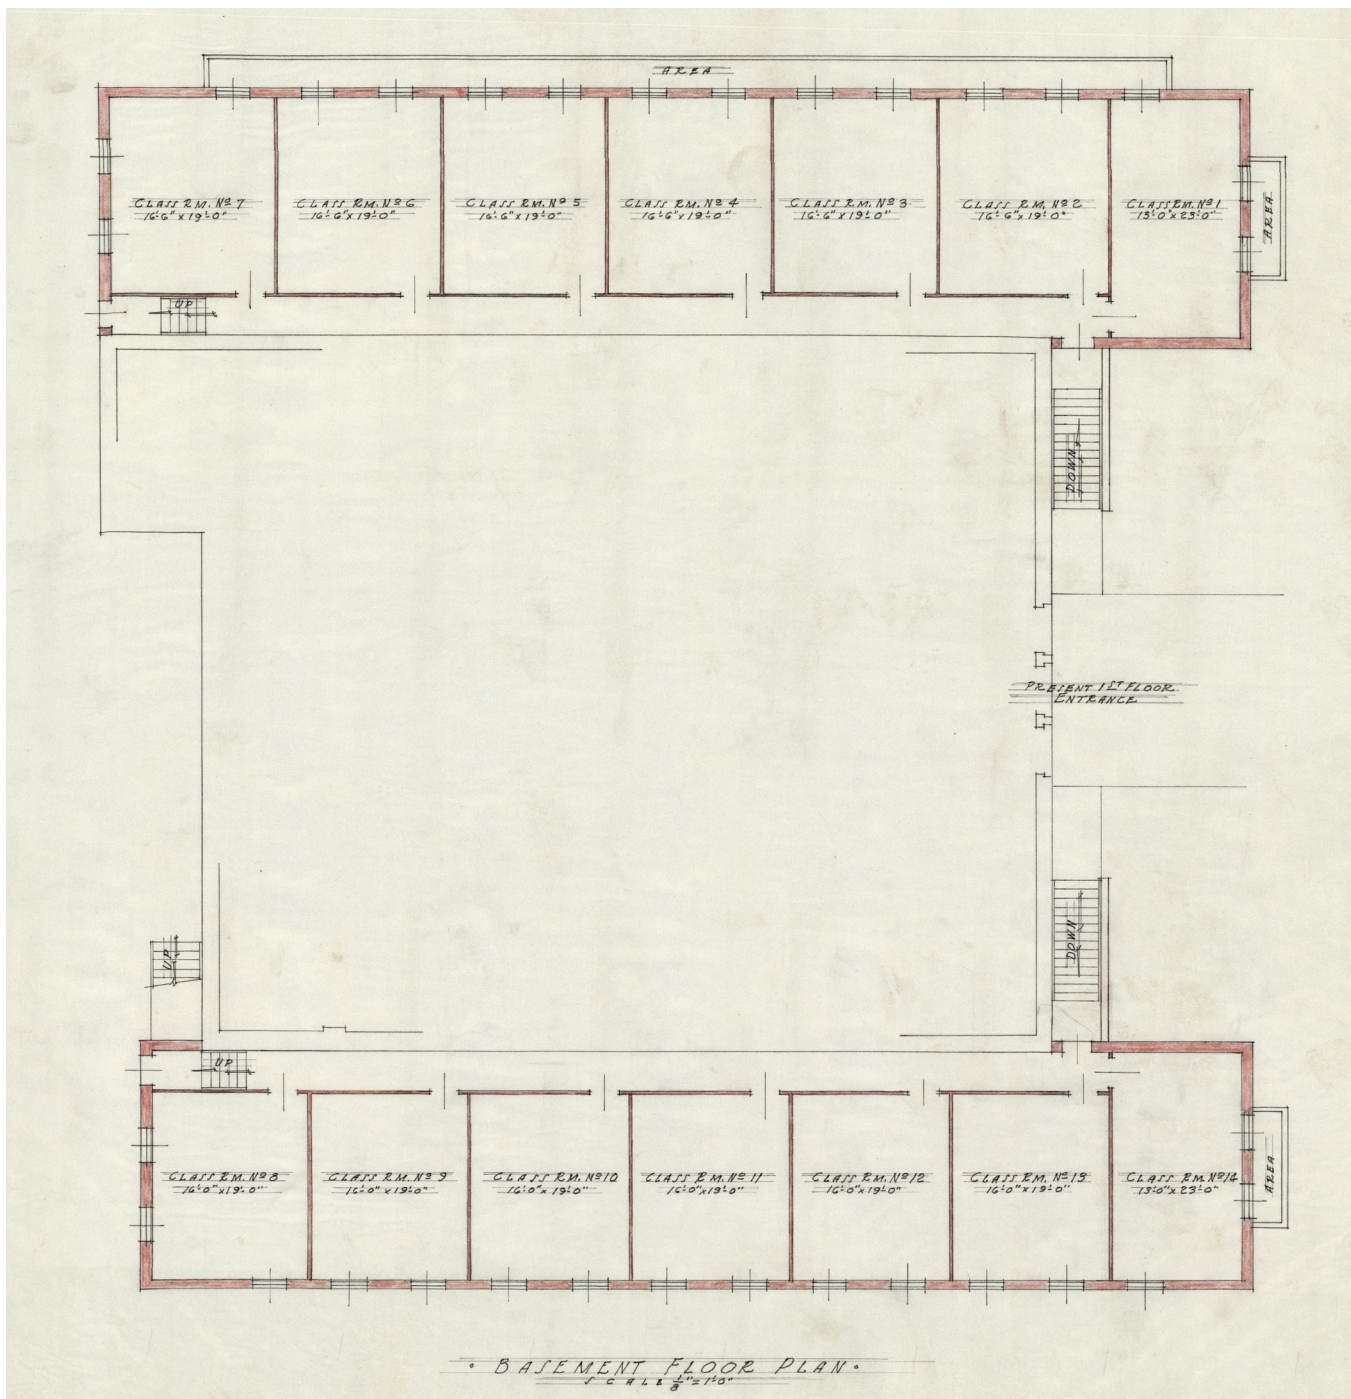 AREA
CLASS RM. Nº 7
16'-6" x 19'-0"
CLASS RM. Nº 6
16'-6" x 19'-0"
CLASS RM. Nº 5
16'-6" x 19'-0"
CLASS RM. Nº 4
16'-6" x 19'-0"
CLASS RM. Nº 3
16'-6" x 19'-0"
CLASS RM. Nº 2
16'-6" x 19'-0"
CLASS RM. Nº 1
13'-0" x 23'-0"
AREA
UP
DOWN
PRESENT 1ST FLOOR
ENTRANCE
DOWN
UP
UP
CLASS RM. Nº 8
16'-0" x 19'-0"
CLASS RM. Nº 9
16'-0" x 19'-0"
CLASS RM. Nº 10
16'-0" x 19'-0"
CLASS RM. Nº 11
16'-0" x 19'-0"
CLASS RM. Nº 12
16'-0" x 19'-0"
CLASS RM. Nº 13
16'-0" x 19'-0"
CLASS RM. Nº 14
13'-0" x 23'-0"
AREA
· BASEMENT FLOOR PLAN ·
SCALE 1/8" = 1'-0"